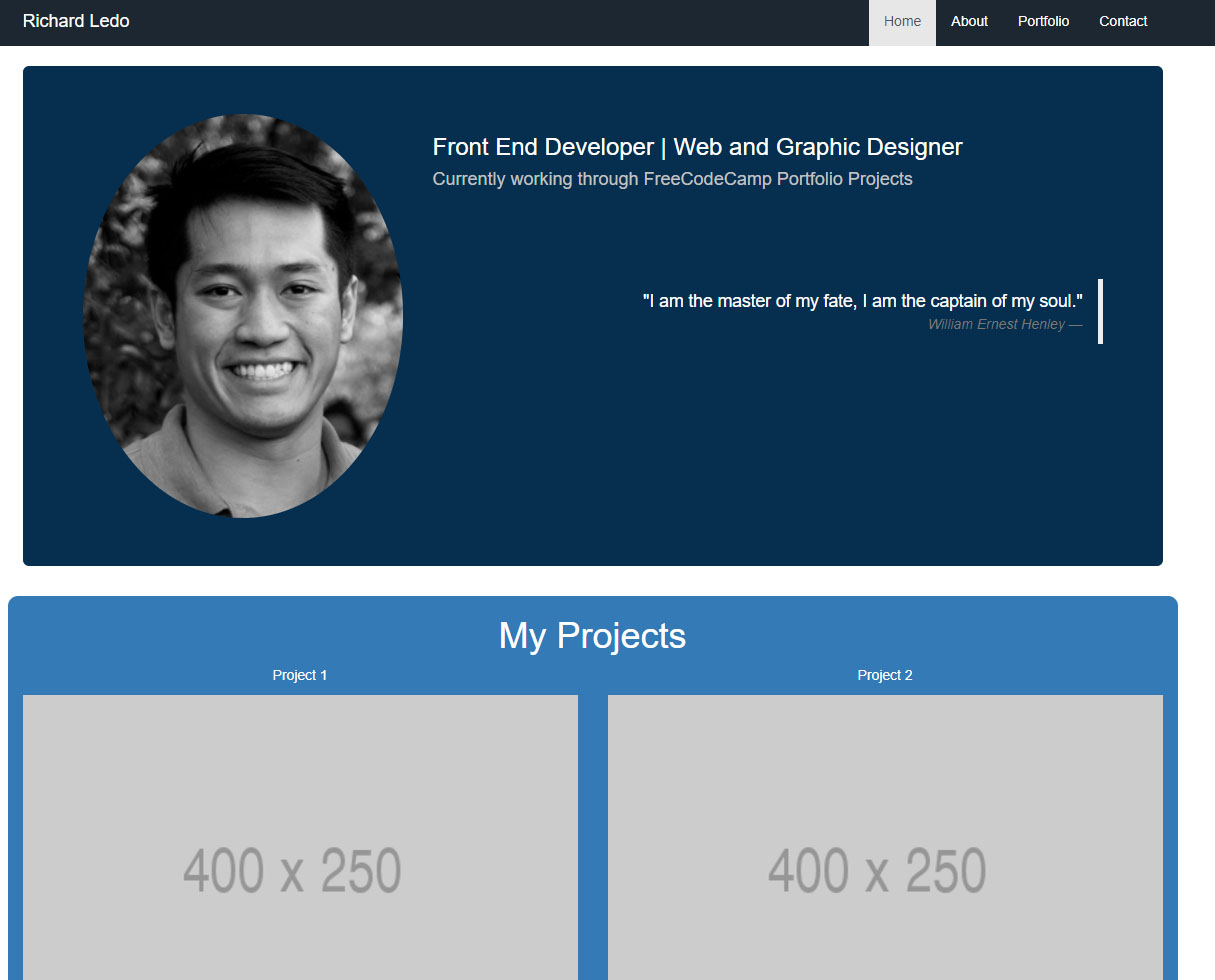 Richard Ledo
Home About Portfolio Contact
Front End Developer | Web and Graphic Designer
Currently working through FreeCodeCamp Portfolio Projects
"I am the master of my fate, I am the captain of my soul."
William Ernest Henley —
My Projects
Project 1
Project 2
400 x 250
400 x 250